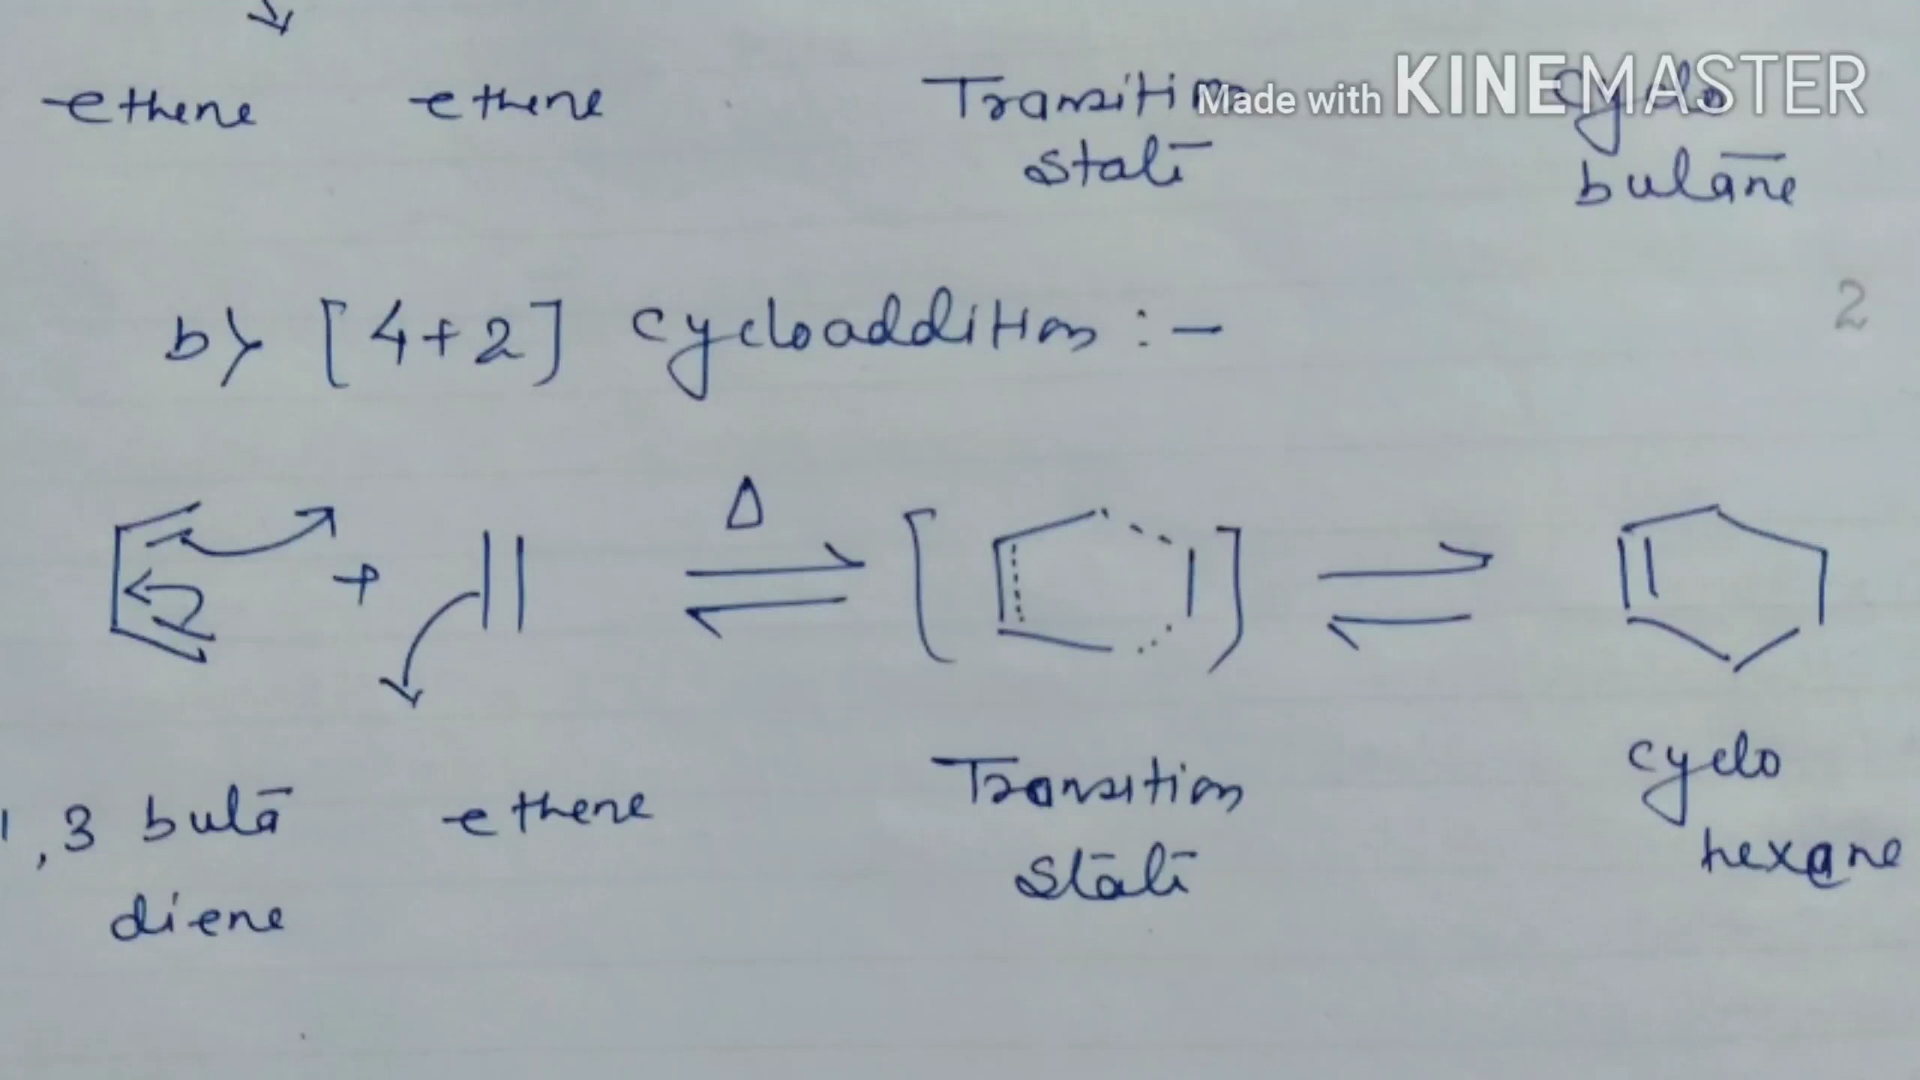 ethene ethene Transition Cyclo
Made with KINEMASTER
state butane
b) [4+2] cycloaddition :-
2
+ Δ
1,3 buta ethene Transition cyclo
diene state hexane